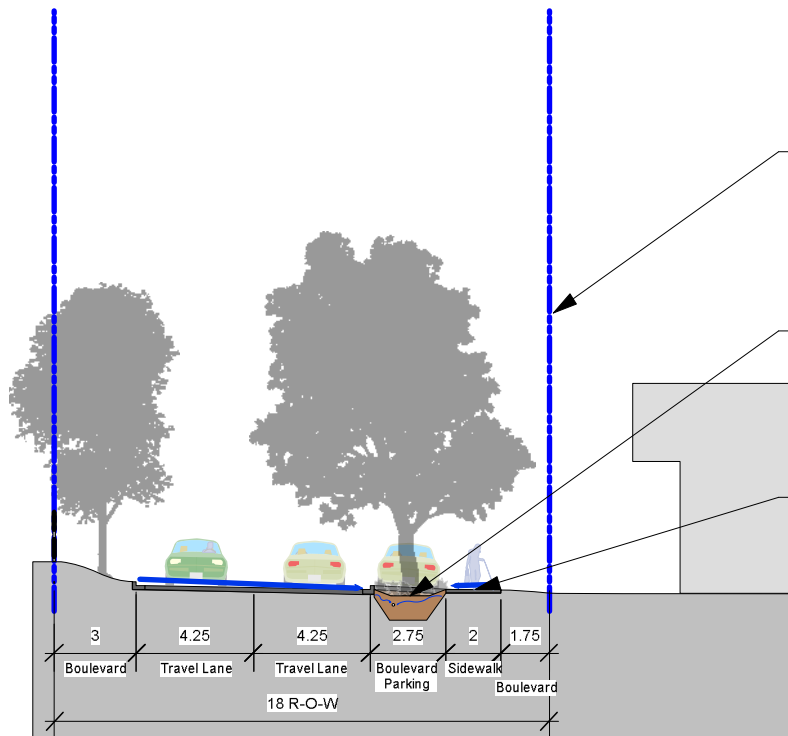 3 4.25 4.25 2.75 2 1.75
Boulevard Travel Lane Travel Lane Boulevard Parking Sidewalk Boulevard
18 R-O-W